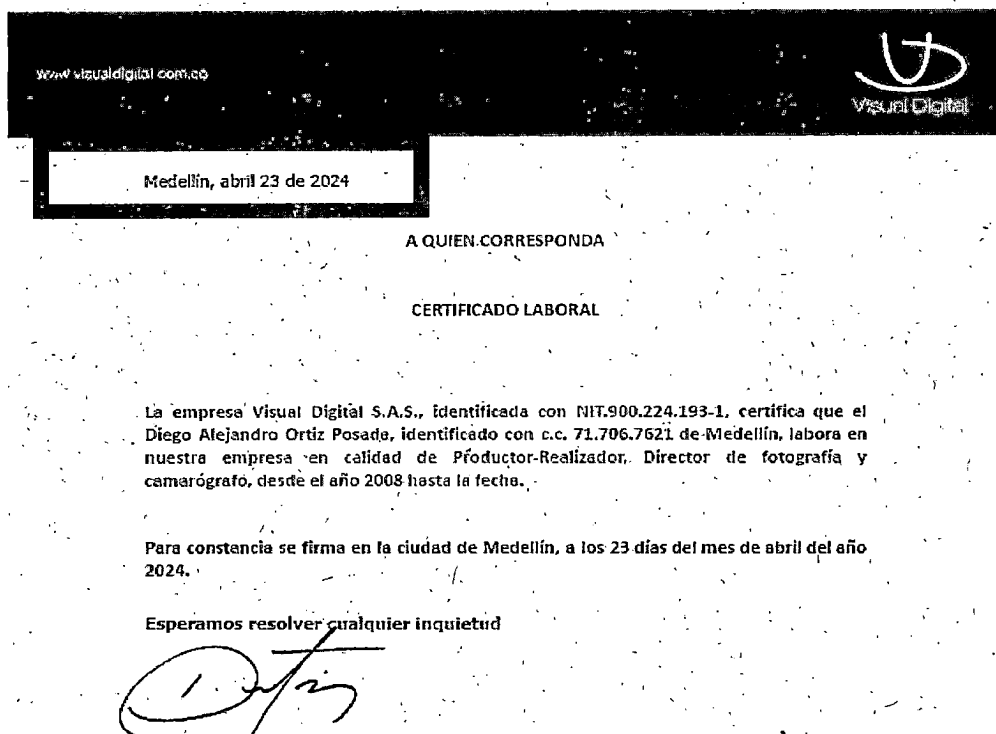 www.visualdigital.com.co
Visual Digital
Medellín, abril 23 de 2024
A QUIEN CORRESPONDA
CERTIFICADO LABORAL
La empresa Visual Digital S.A.S., identificada con NIT.900.224.193-1, certifica que el
Diego Alejandro Ortiz Posada, identificado con c.c. 71.706.7621 de Medellín, labora en
nuestra empresa en calidad de Productor-Realizador, Director de fotografía y
camarógrafo, desde el año 2008 hasta la fecha.
Para constancia se firma en la ciudad de Medellín, a los 23 días del mes de abril del año
2024.
Esperamos resolver cualquier inquietud